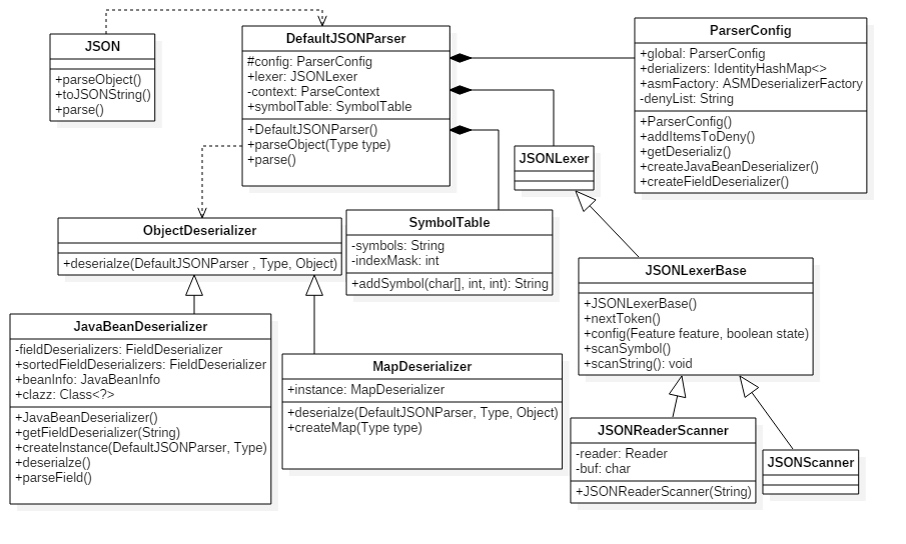 JSON
+parseObject()
+toJSONString()
+parse()
DefaultJSONParser
#config: ParserConfig
+lexer: JSONLexer
-context: ParseContext
+symbolTable: SymbolTable
+DefaultJSONParser()
+parseObject(Type type)
+parse()
ParserConfig
+global: ParserConfig
+derializers: IdentityHashMap<>
+asmFactory: ASMDeserializerFactory
-denyList: String
+ParserConfig()
+addItemsToDeny()
+getDeserializ()
+createJavaBeanDeserializer()
+createFieldDeserializer()
JSONLexer
ObjectDeserializer
+deserialze(DefaultJSONParser , Type, Object)
SymbolTable
-symbols: String
-indexMask: int
+addSymbol(char[], int, int): String
JSONLexerBase
+JSONLexerBase()
+nextToken()
+config(Feature feature, boolean state)
+scanSymbol()
+scanString(): void
JavaBeanDeserializer
-fieldDeserializers: FieldDeserializer
+sortedFieldDeserializers: FieldDeserializer
+beanInfo: JavaBeanInfo
+clazz: Class<?>
+JavaBeanDeserializer()
+getFieldDeserializer(String)
+createInstance(DefaultJSONParser, Type)
+deserialze()
+parseField()
MapDeserializer
+instance: MapDeserializer
+deserialze(DefaultJSONParser, Type, Object)
+createMap(Type type)
JSONReaderScanner
-reader: Reader
-buf: char
+JSONReaderScanner(String)
JSONScanner